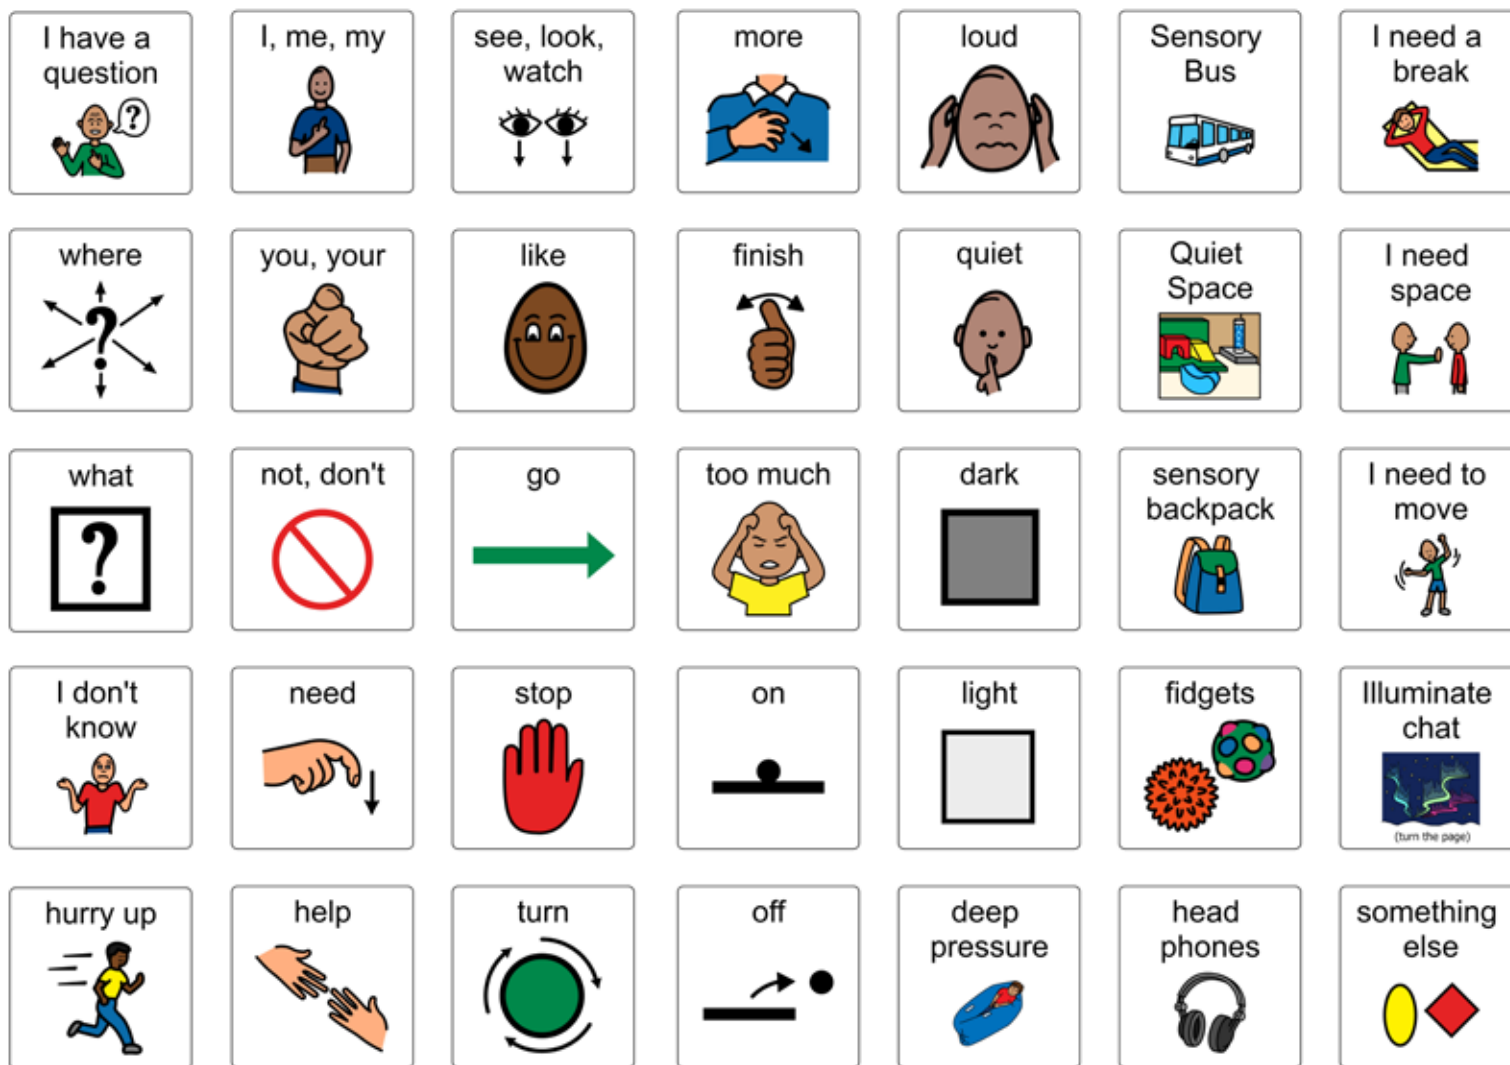 I have a
question
I, me, my
see, look,
watch
more
loud
Sensory
Bus
I need a
break
?
where
you, your
like
finish
quiet
Quiet
Space
I need
space
?
what
not, don't
go
too much
dark
sensory
backpack
I need to
move
?
I don't
know
need
stop
on
light
fidgets
Illuminate
chat
(turn the page)
hurry up
help
turn
off
deep
pressure
head
phones
something
else